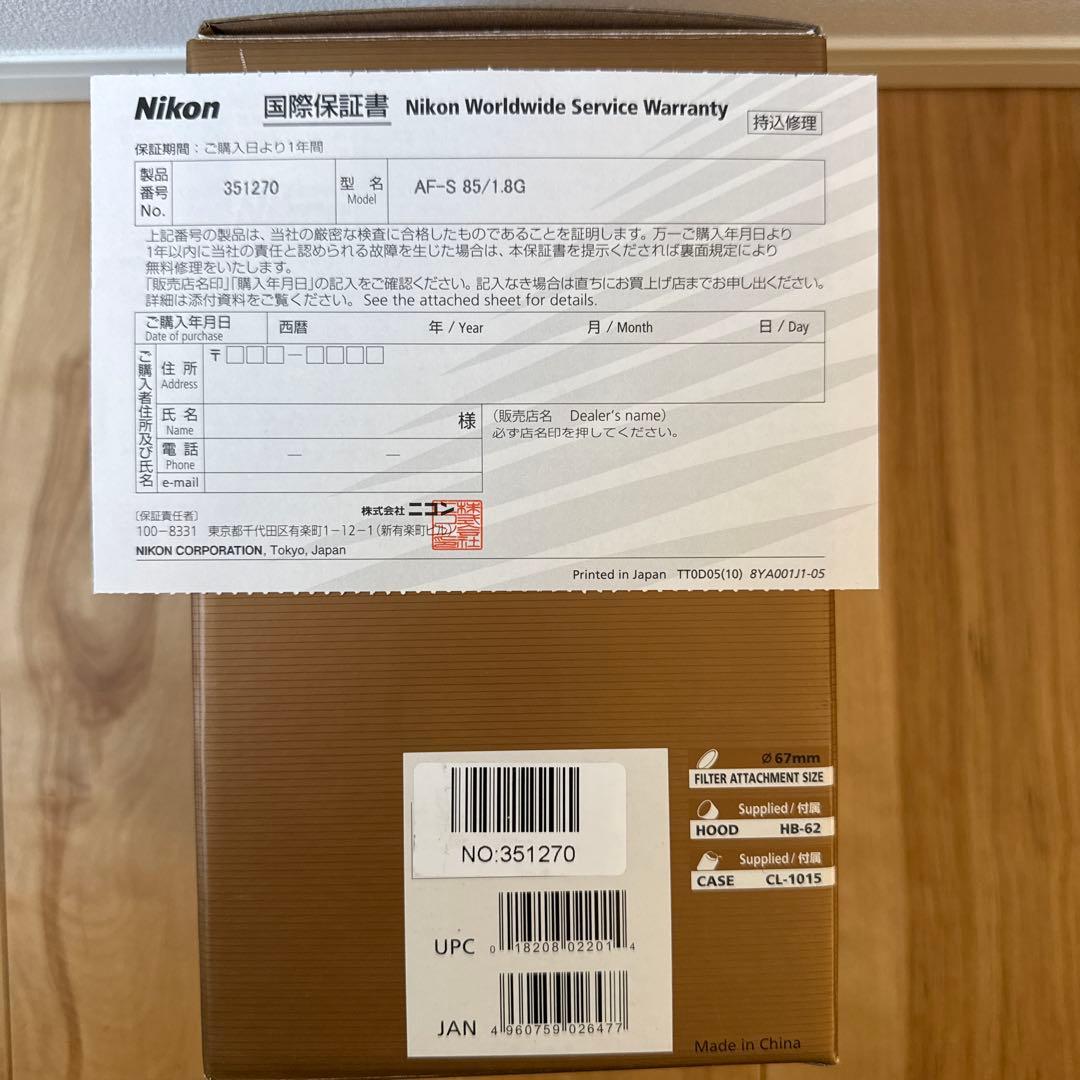 Nikon 国際保証書 Nikon Worldwide Service Warranty
持込修理
保証期間：ご購入日より1年間
製品番号 No. 351270 型名 Model AF-S 85/1.8G
上記番号の製品は、当社の厳密な検査に合格したものであることを証明します。万一ご購入年月日より
1年以内に当社の責任と認められる故障を生じた場合は、本保証書を提示くだされば裏面規定により
無料修理をいたします。
「販売店名印」「購入年月日」の記入をご確認ください。記入なき場合は直ちにお買上げ店までお申し出ください。
詳細は添付資料をご覧ください。 See the attached sheet for details.
ご購入年月日 Date of purchase 西暦 年 / Year 月 / Month 日 / Day
ご購入者住所及び氏名
住所 Address 〒□□□－□□□□
氏名 Name 様
電話 Phone － －
e-mail
（販売店名 Dealer's name）
必ず店名印を押してください。
〔保証責任者〕 株式会社 ニコン
100－8331 東京都千代田区有楽町1－12－1（新有楽町ビル）
NIKON CORPORATION, Tokyo, Japan
Printed in Japan TT0D05(10) 8YA001J1-05
Ø67mm
FILTER ATTACHMENT SIZE
Supplied / 付属
HOOD HB-62
Supplied / 付属
CASE CL-1015
NO:351270
UPC 0 18208 02201 4
JAN 4 960759 026477
Made in China